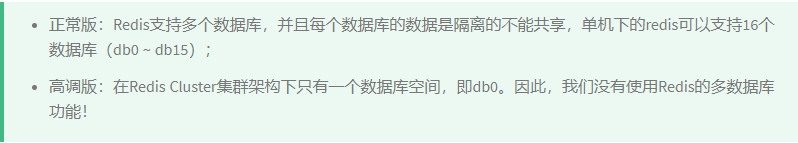 正常版：Redis支持多个数据库，并且每个数据库的数据是隔离的不能共享，单机下的redis可以支持16个
数据库（db0 ~ db15）；
高调版：在Redis Cluster集群架构下只有一个数据库空间，即db0。因此，我们没有使用Redis的多数据库
功能！